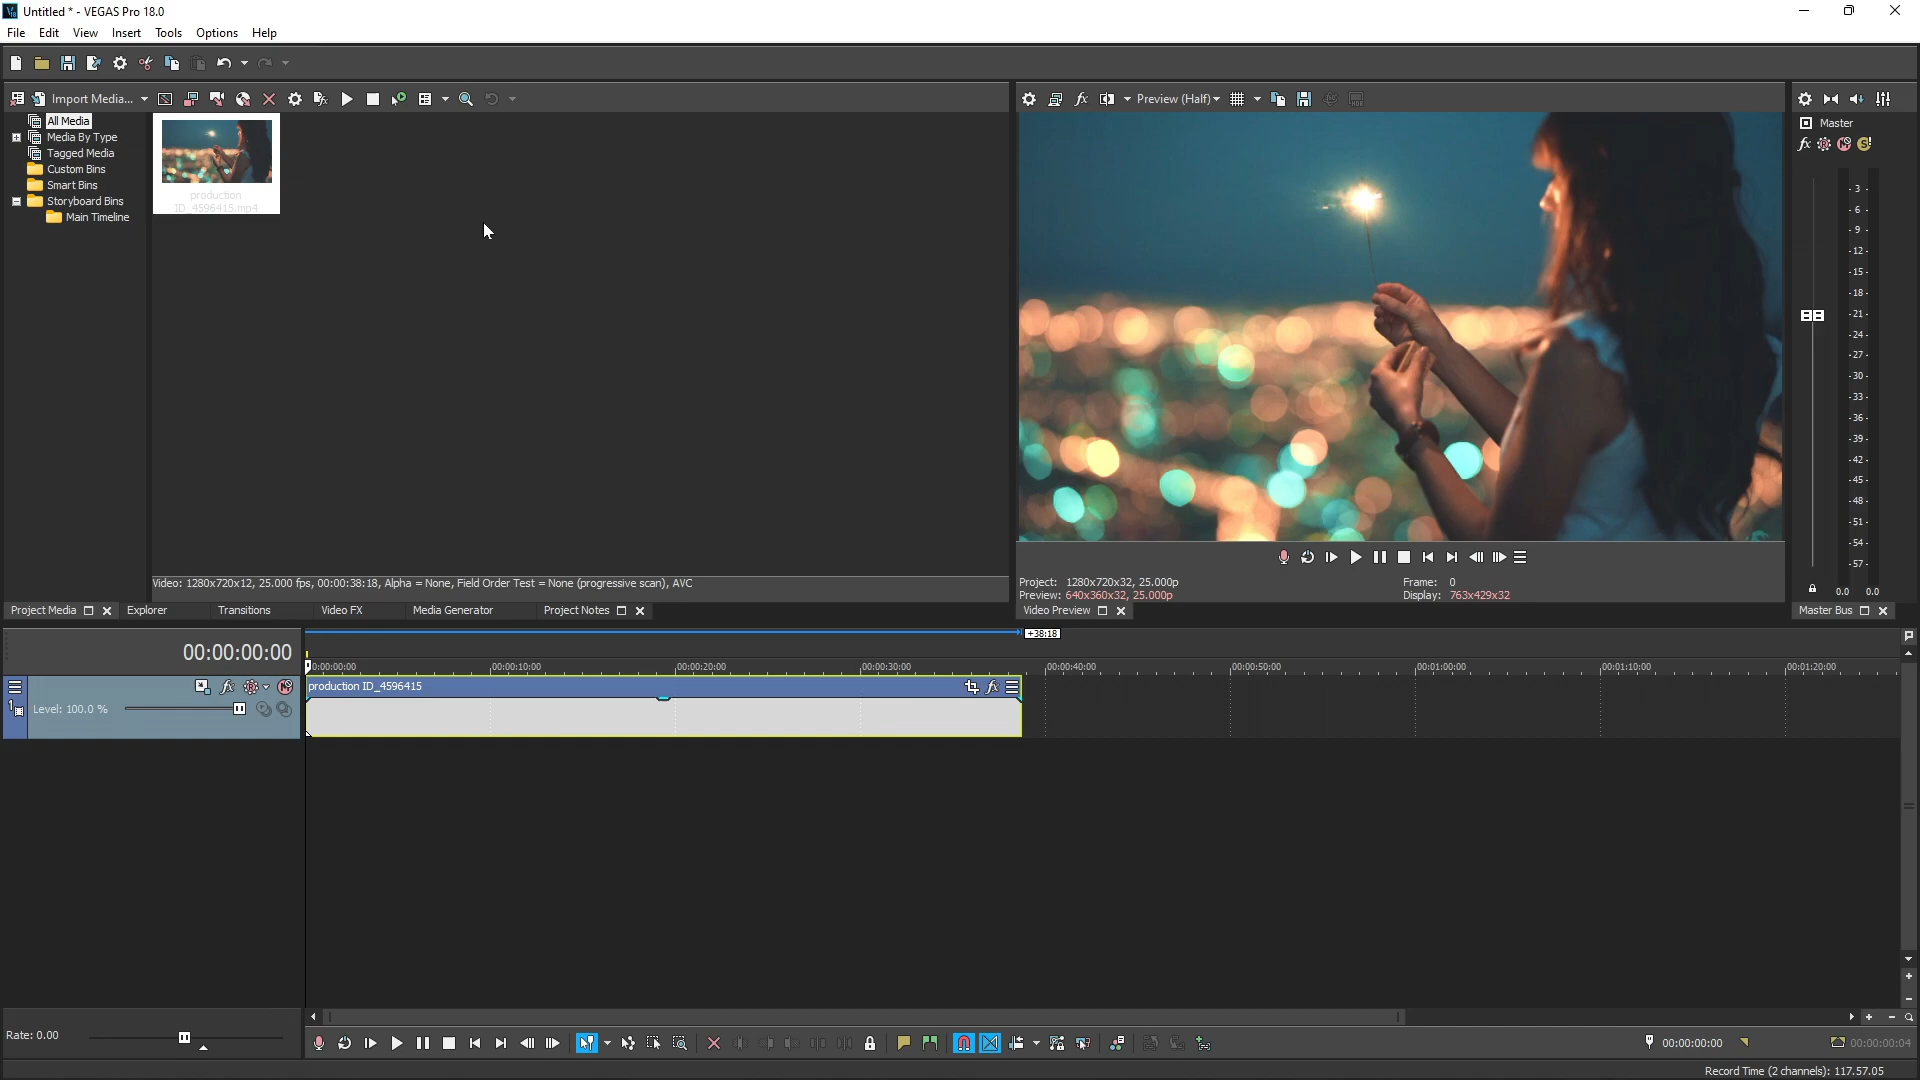 Untitled * - VEGAS Pro 18.0
File Edit View Insert Tools Options Help
Import Media...
Preview (Half)
All Media
Media By Type
Tagged Media
Custom Bins
Smart Bins
Storyboard Bins
Main Timeline
production
ID_4596415.mp4
Master
-3-
-6-
-9-
-12-
-15-
-18-
-21-
-24-
-27-
-30-
-33-
-36-
-39-
-42-
-45-
-48-
-51-
-54-
-57-
0.0 0.0
Video: 1280x720x12, 25.000 fps, 00:00:38:18, Alpha = None, Field Order Test = None (progressive scan), AVC
Project: 1280x720x32, 25.000p
Preview: 640x360x32, 25.000p
Frame: 0
Display: 763x429x32
Project Media Explorer Transitions Video FX Media Generator Project Notes
Video Preview
Master Bus
+38:18
00:00:00:00
00:00:00:00 00:00:10:00 00:00:20:00 00:00:30:00 00:00:40:00 00:00:50:00 00:01:00:00 00:01:10:00 00:01:20:00
production ID_4596415
fx
1
Level: 100.0 %
Rate: 0.00
00:00:00:00
00:00:00:04
Record Time (2 channels): 117.57.05